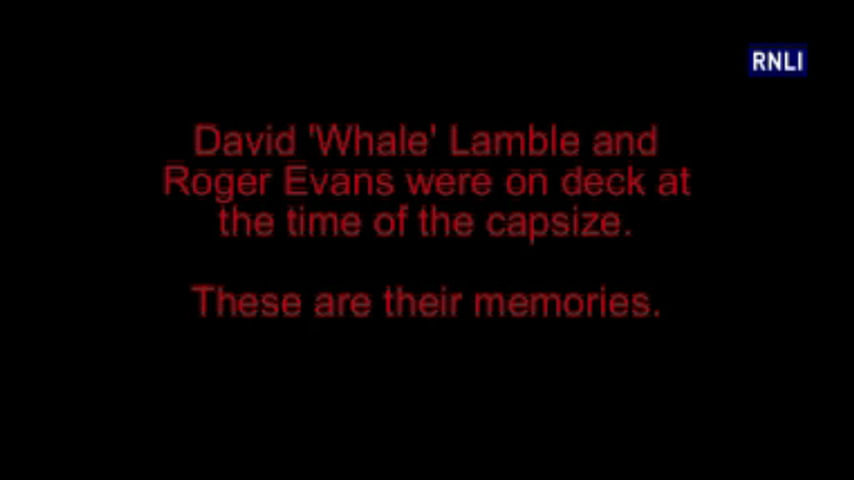 RNLI
David 'Whale' Lamble and
Roger Evans were on deck at
the time of the capsize.
These are their memories.